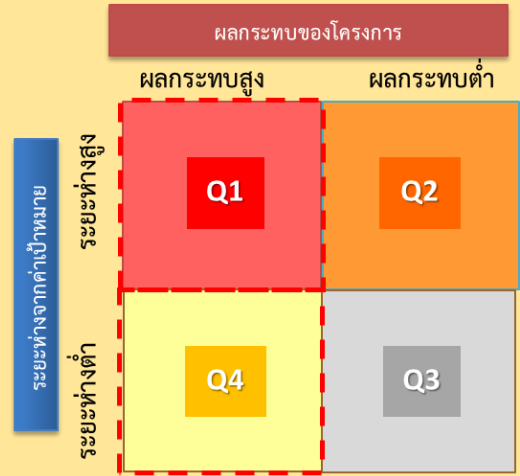 ผลกระทบของโครงการ
ผลกระทบสูง
ผลกระทบต่ำ
ระยะห่างจากค่าเป้าหมาย
ระยะห่างสูง
Q1
Q2
ระยะห่างต่ำ
Q4
Q3